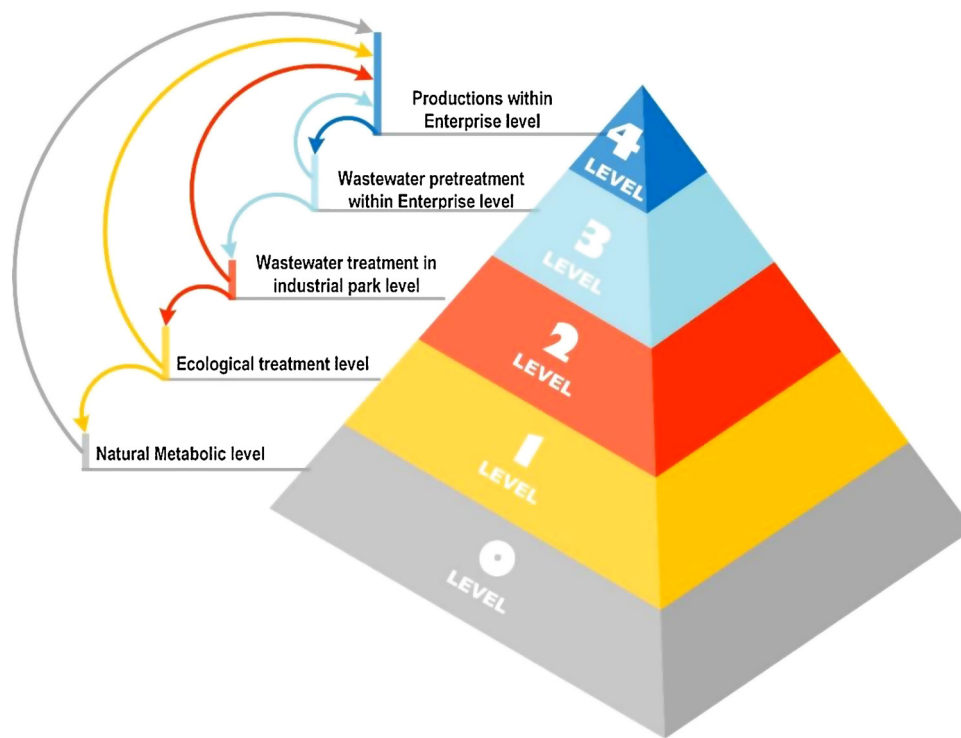 Productions within
Enterprise level
Wastewater pretreatment
within Enterprise level
Wastewater treatment in
industrial park level
Ecological treatment level
Natural Metabolic level
4
LEVEL
3
LEVEL
2
LEVEL
1
LEVEL
0
LEVEL